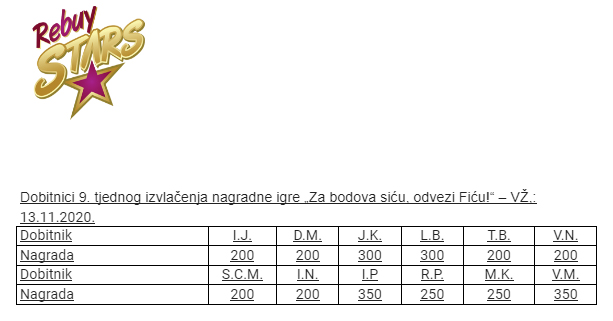 Rebuy
STARS
Dobitnici 9. tjednog izvlačenja nagradne igre „Za bodova siću, odvezi Fiću!“ – VŽ,:
13.11.2020.
Dobitnik I.J. D.M. J.K. L.B. T.B. V.N.
Nagrada 200 200 300 300 200 200
Dobitnik S.C.M. I.N. I.P R.P. M.K. V.M.
Nagrada 200 200 350 250 250 350